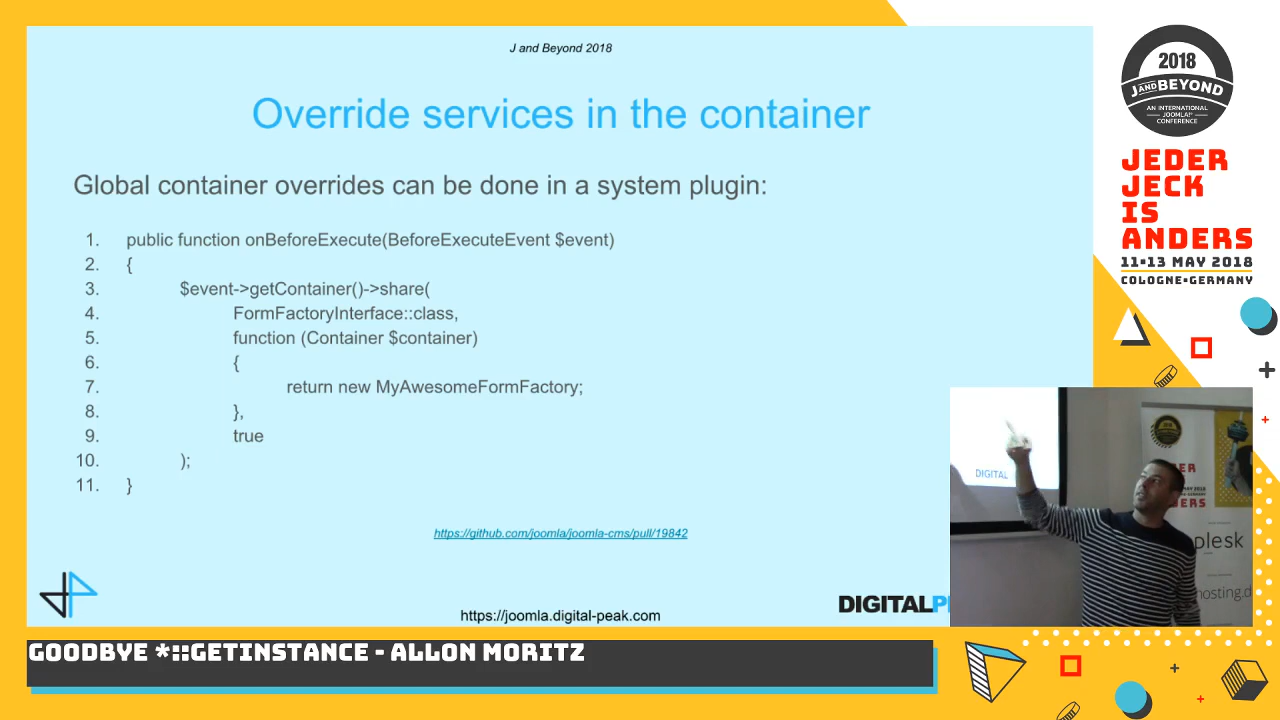 J and Beyond 2018
Override services in the container
Global container overrides can be done in a system plugin:
1. public function onBeforeExecute(BeforeExecuteEvent $event)
2. {
3. $event->getContainer()->share(
4. FormFactoryInterface::class,
5. function (Container $container)
6. {
7. return new MyAwesomeFormFactory;
8. },
9. true
10. );
11. }
https://github.com/joomla/joomla-cms/pull/19842
https://joomla.digital-peak.com
DIGITAL
GOODBYE *::GETINSTANCE - ALLON MORITZ
2018
J AND BEYOND
AN INTERNATIONAL
JOOMLA!
CONFERENCE
JEDER
JECK
IS
ANDERS
11-13 MAY 2018
COLOGNE•GERMANY
DIGITAL
plesk
hosting.d